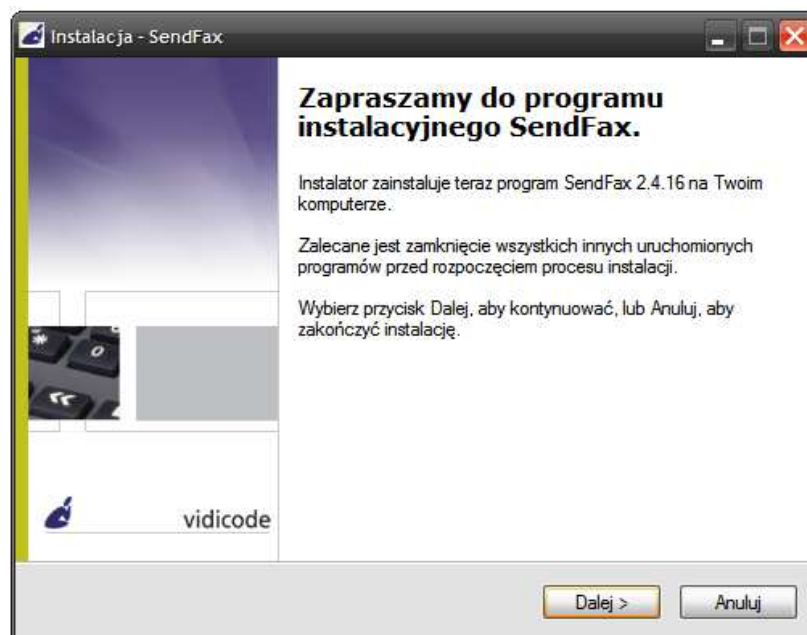 Instalacja - SendFax
Zapraszamy do programu
instalacyjnego SendFax.
Instalator zainstaluje teraz program SendFax 2.4.16 na Twoim
komputerze.
Zalecane jest zamknięcie wszystkich innych uruchomionych
programów przed rozpoczęciem procesu instalacji.
Wybierz przycisk Dalej, aby kontynuować, lub Anuluj, aby
zakończyć instalację.
* 0
<<
vidicode
Dalej > Anuluj